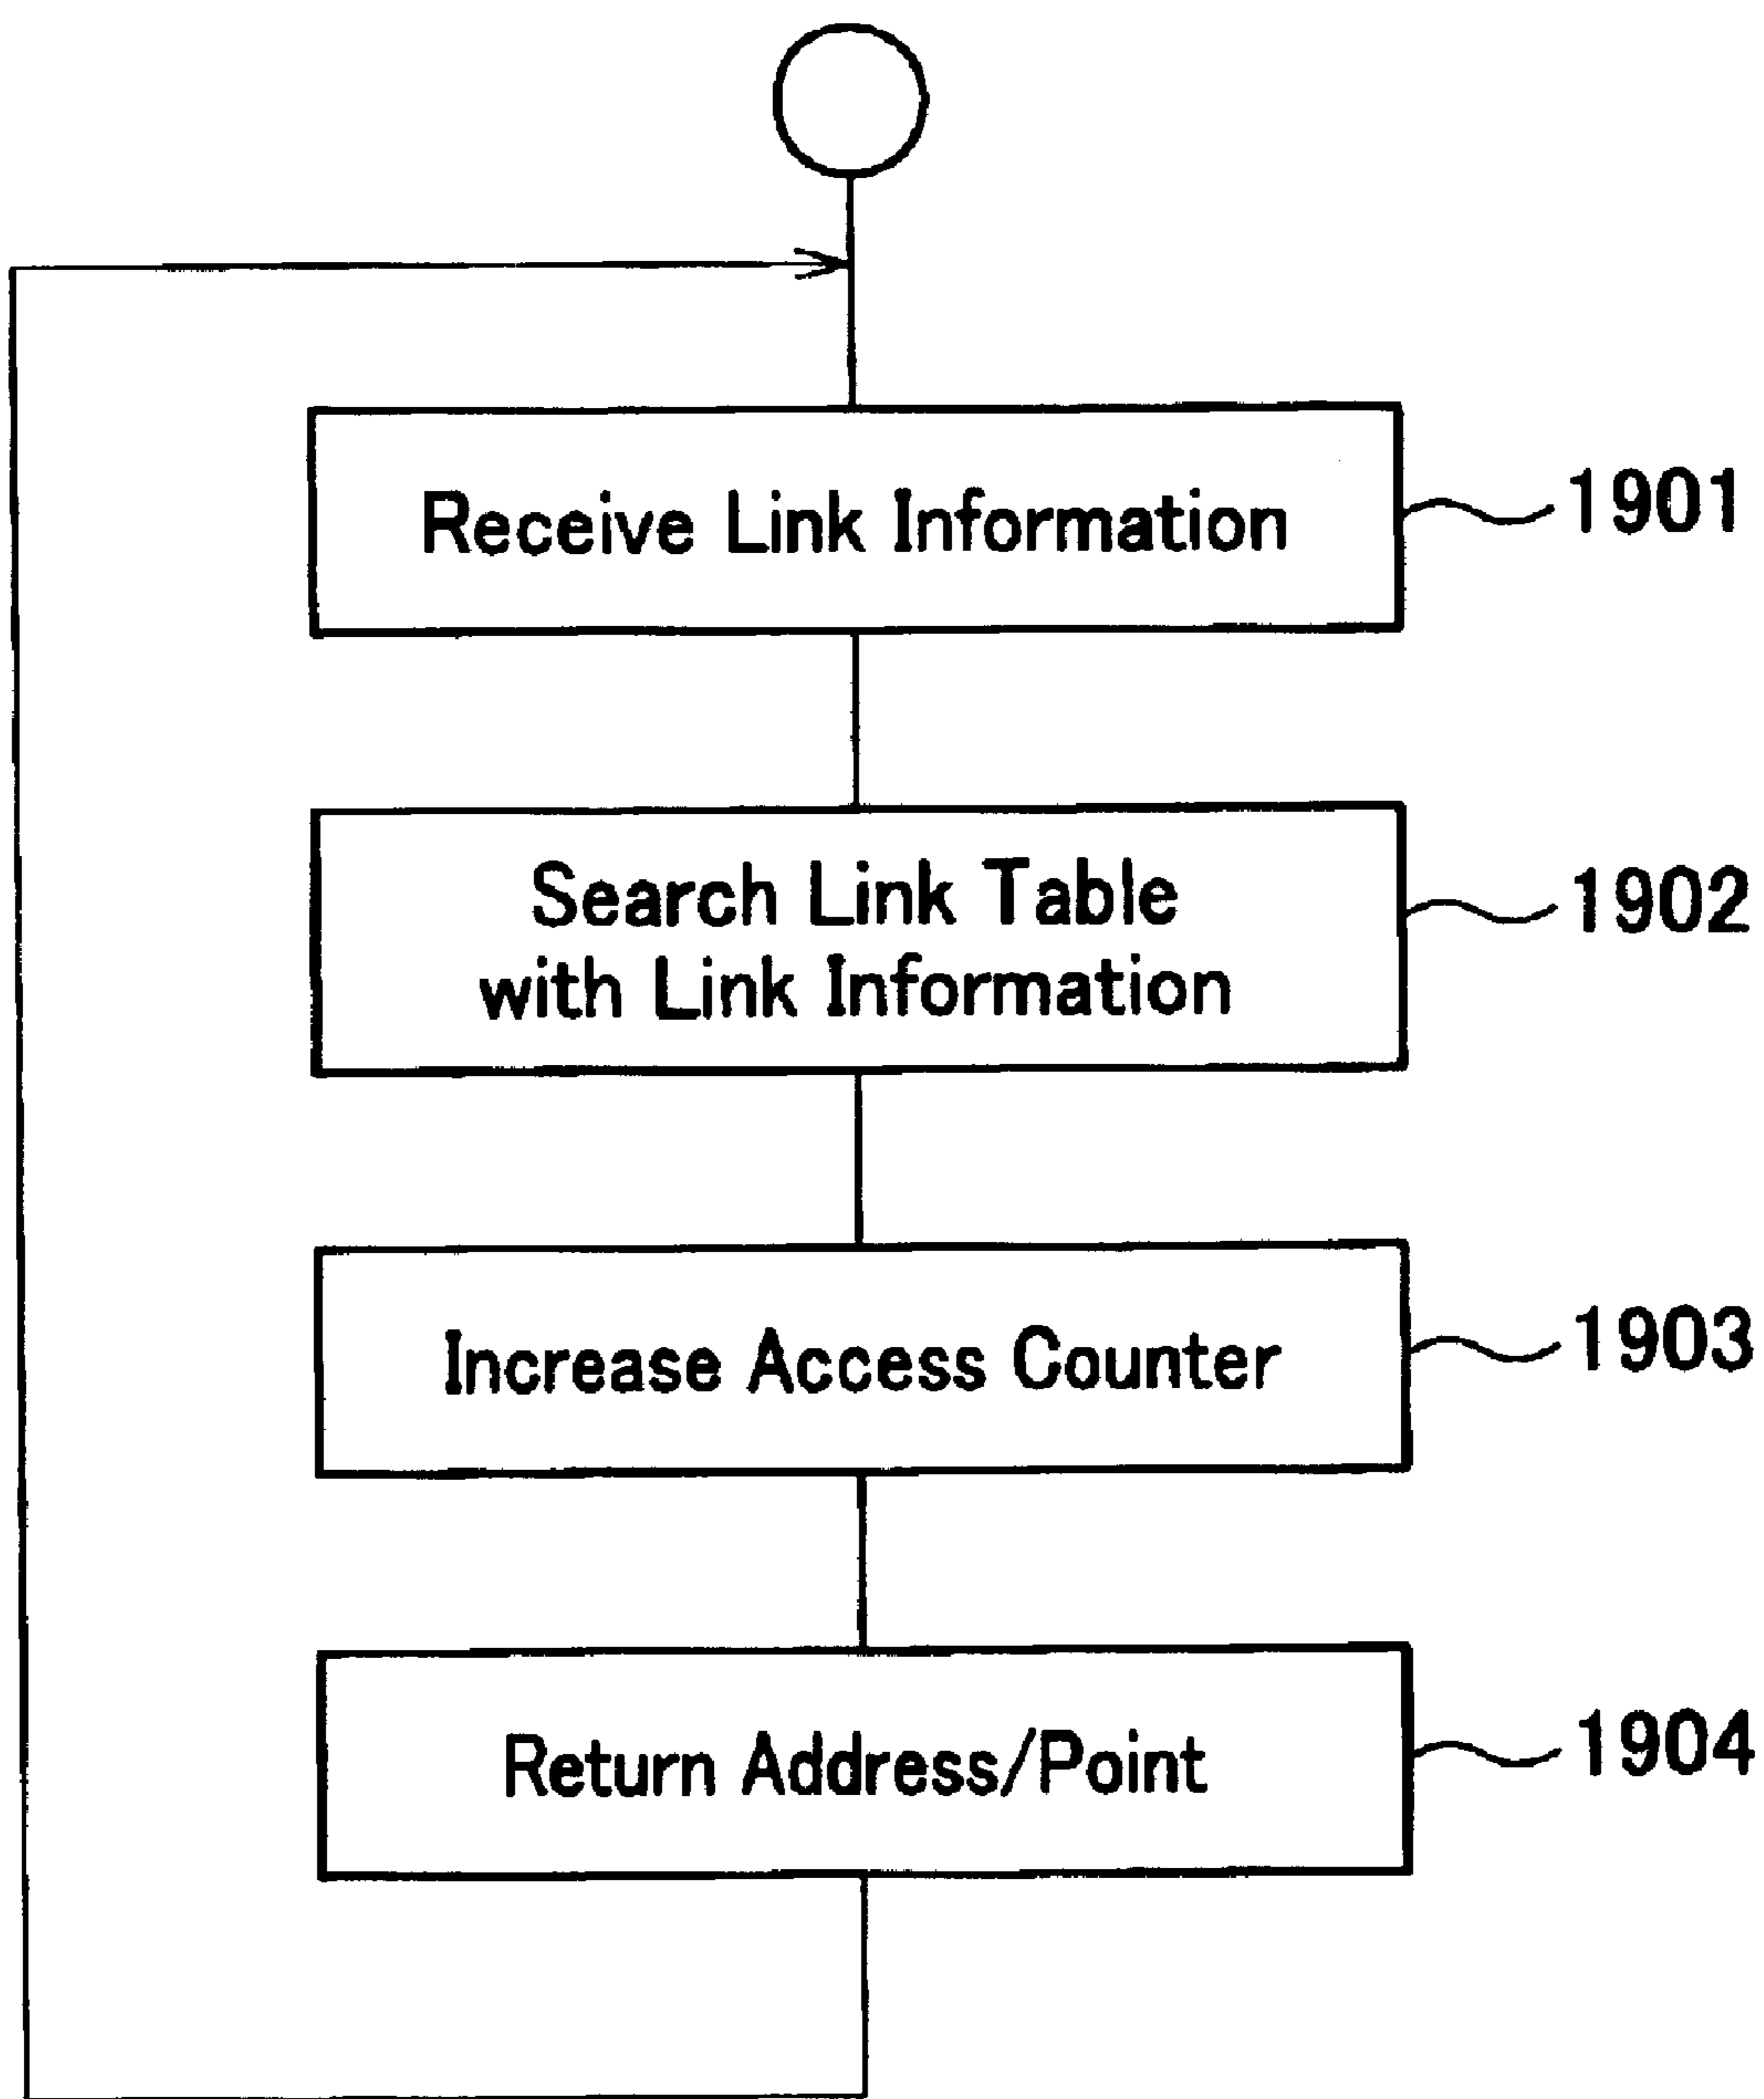 Receive Link Information
1901
Search Link Table
with Link Information
1902
Increase Access Counter
1903
Return Address/Point
1904